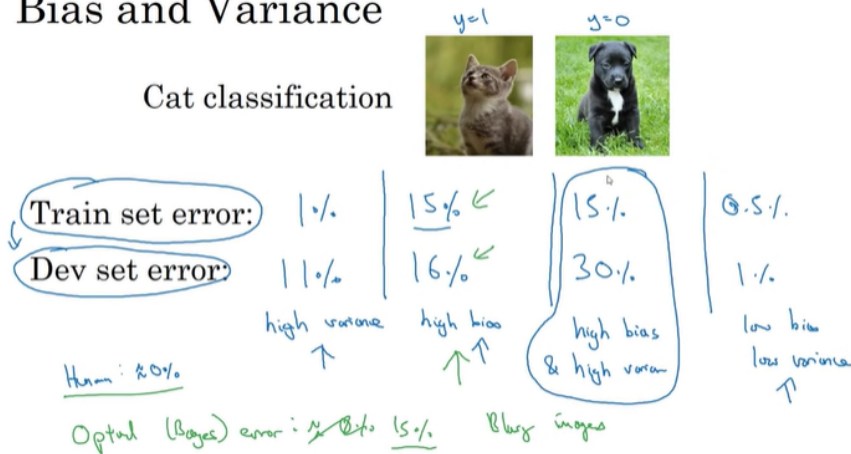 Bias and Variance
y=1 y=0
Cat classification
Train set error: 1% 15% 15% 0.5%
Dev set error: 11% 16% 30% 1%
high variance high bias high bias low bias
& high varian low variance
Human: ≈0%
Optimal (Bayes) error: ≈ 0% 15% Blurry images